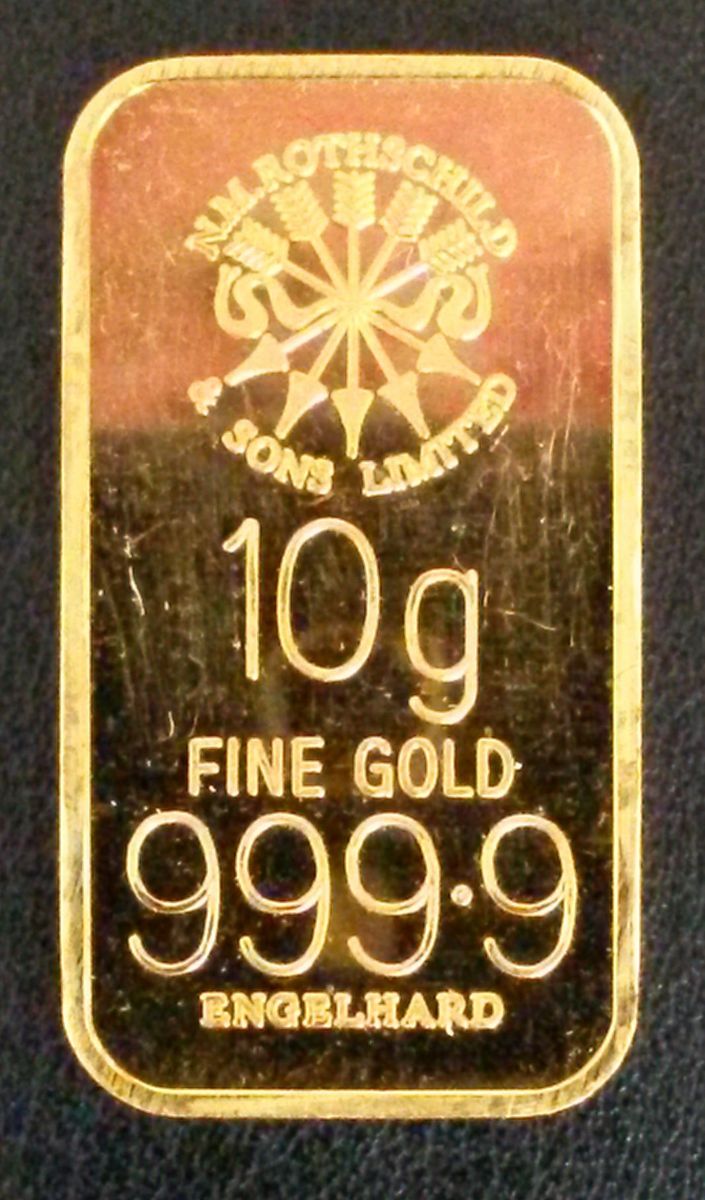 N.M.ROTHSCHILD
& SONS LIMITED
10g
FINE GOLD
999·9
ENGELHARD